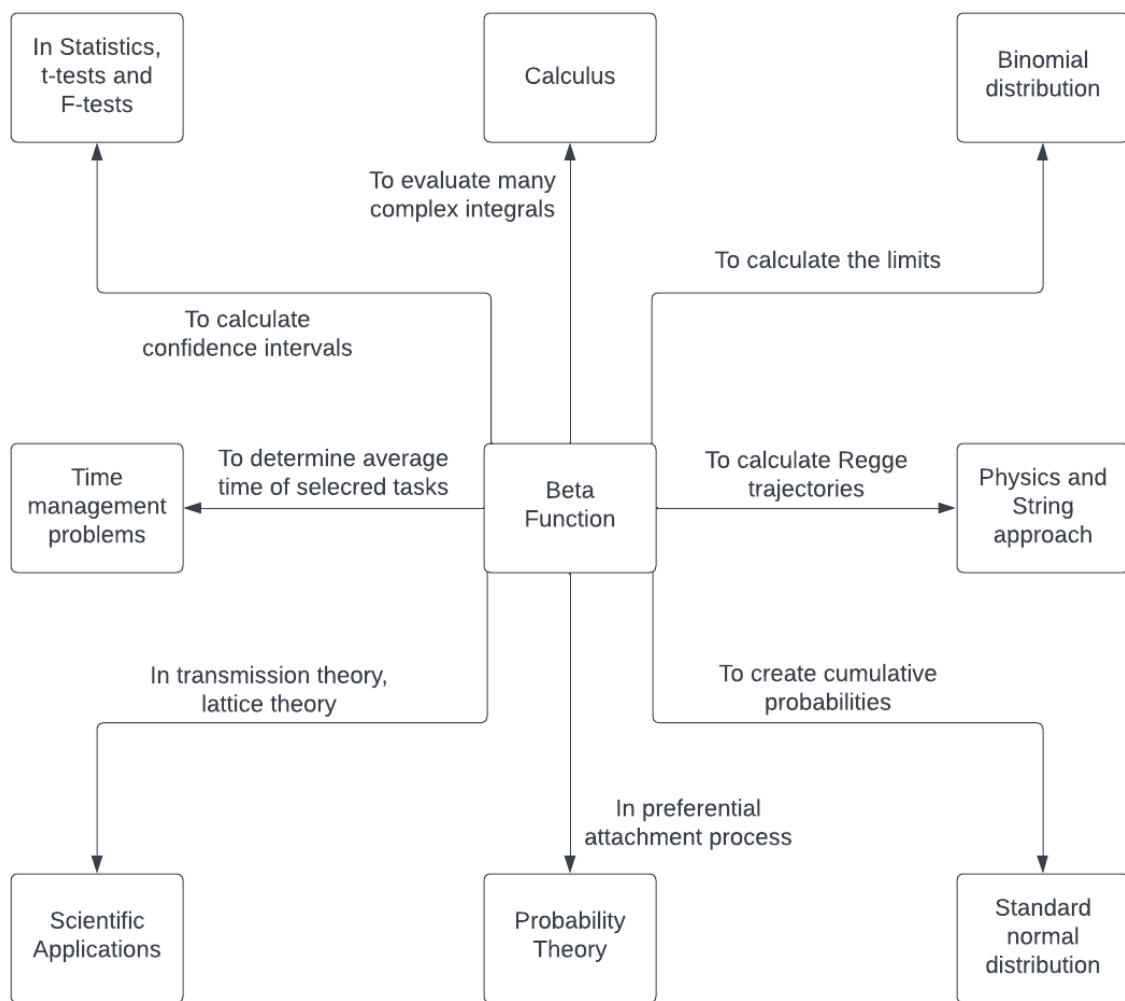 In Statistics,
t-tests and
F-tests
Calculus
Binomial
distribution
To evaluate many
complex integrals
To calculate the limits
To calculate
confidence intervals
Time
management
problems
To determine average
time of selecred tasks
Beta
Function
To calculate Regge
trajectories
Physics and
String
approach
In transmission theory,
lattice theory
To create cumulative
probabilities
In preferential
attachment process
Scientific
Applications
Probability
Theory
Standard
normal
distribution